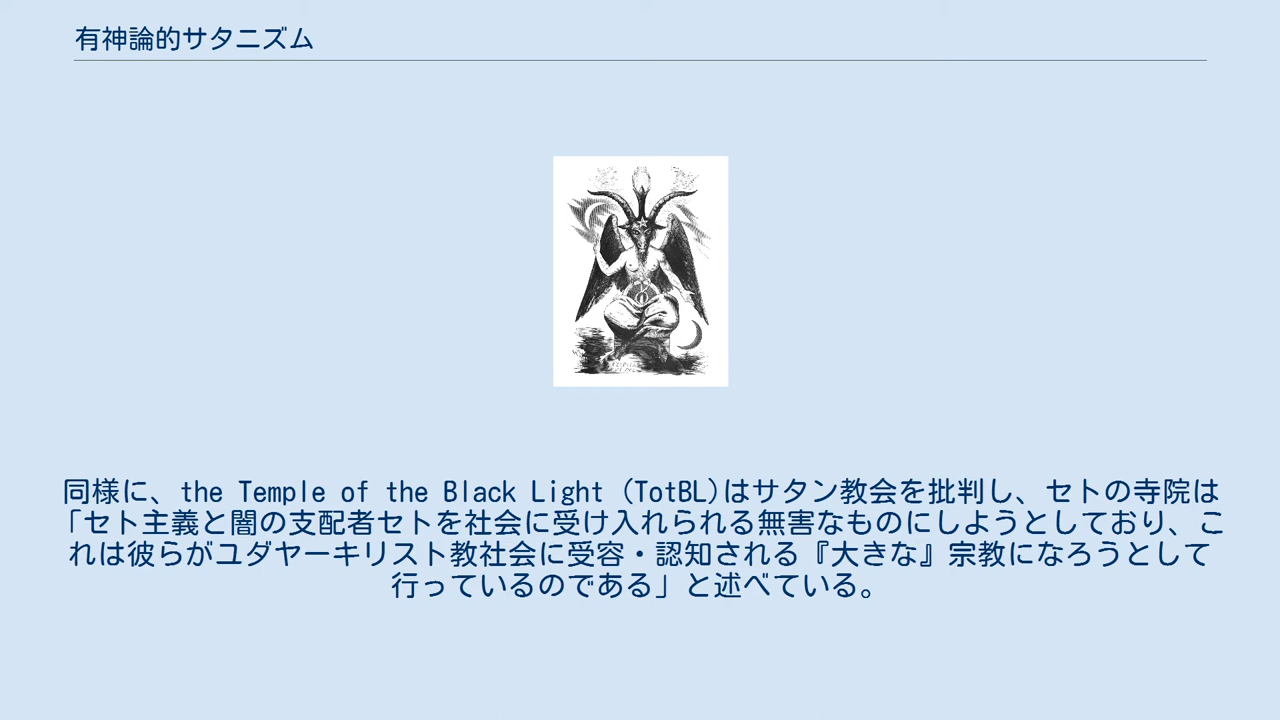 有神論的サタニズム
同様に、the Temple of the Black Light (TotBL)はサタン教会を批判し、セトの寺院は
「セト主義と闇の支配者セトを社会に受け入れられる無害なものにしようとしており、こ
れは彼らがユダヤーキリスト教社会に受容・認知される『大きな』宗教になろうとして
行っているのである」と述べている。